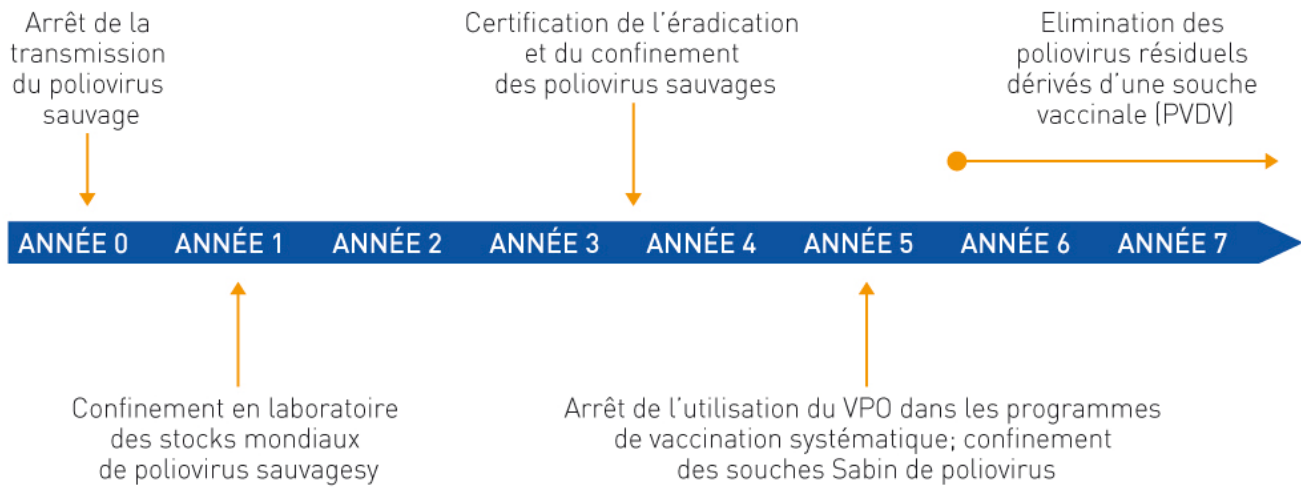 Arrêt de la
transmission
du poliovirus
sauvage
Certification de l'éradication
et du confinement
des poliovirus sauvages
Elimination des
poliovirus résiduels
dérivés d'une souche
vaccinale (PVDV)
ANNÉE 0 ANNÉE 1 ANNÉE 2 ANNÉE 3 ANNÉE 4 ANNÉE 5 ANNÉE 6 ANNÉE 7
Confinement en laboratoire
des stocks mondiaux
de poliovirus sauvagesy
Arrêt de l'utilisation du VPO dans les programmes
de vaccination systématique; confinement
des souches Sabin de poliovirus